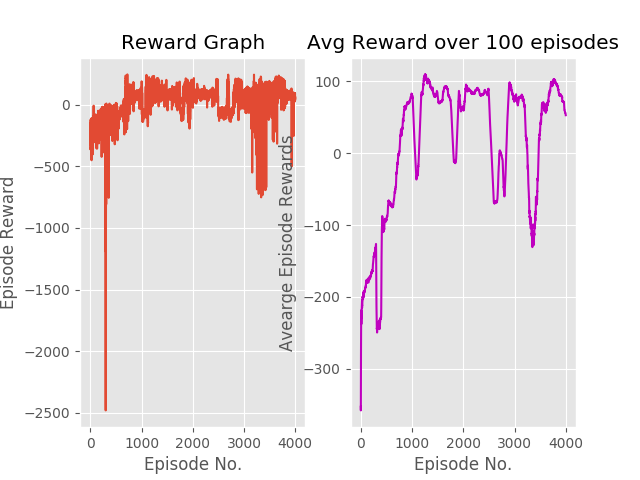 Reward Graph
Episode Reward
0
−500
−1000
−1500
−2000
−2500
0 1000 2000 3000 4000
Episode No.
Avg Reward over 100 episodes
Avearge Episode Rewards
100
0
−100
−200
−300
0 1000 2000 3000 4000
Episode No.